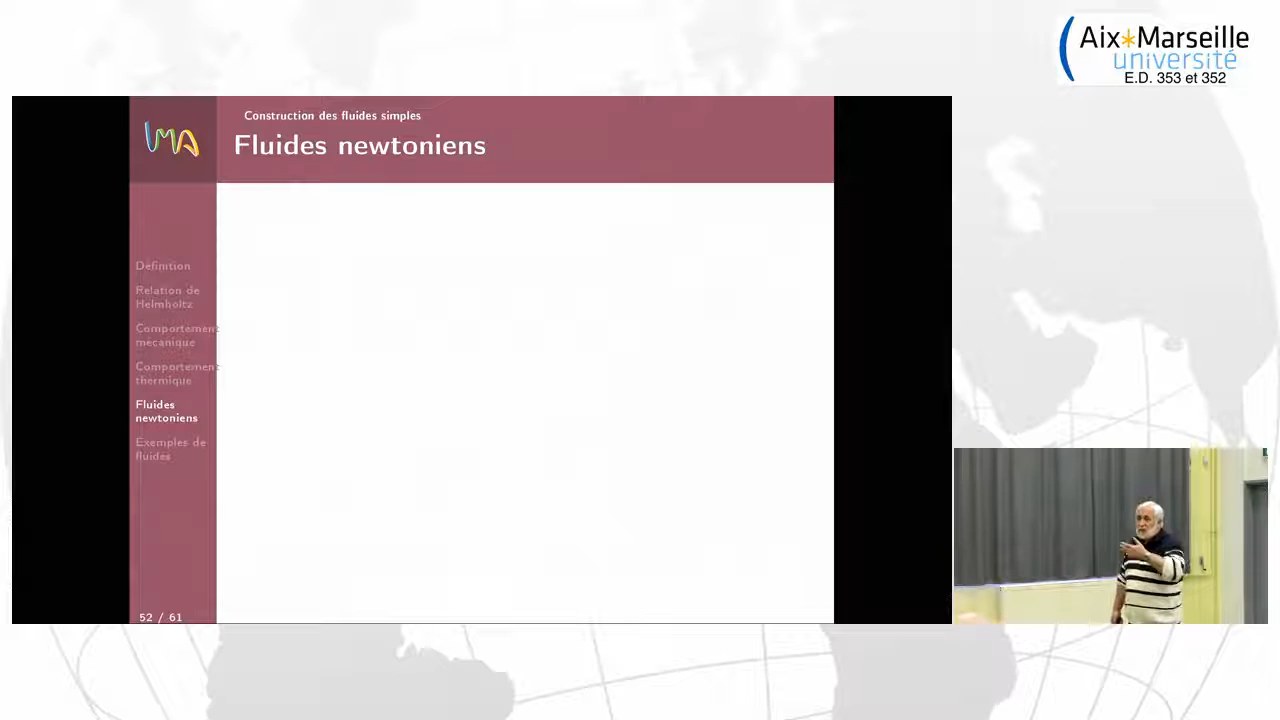 Aix*Marseille
université
E.D. 353 et 352
LMA
Construction des fluides simples
Fluides newtoniens
Définition
Relation de
Helmholtz
Comportement
mécanique
Comportement
thermique
Fluides
newtoniens
Exemples de
fluides
52 / 61